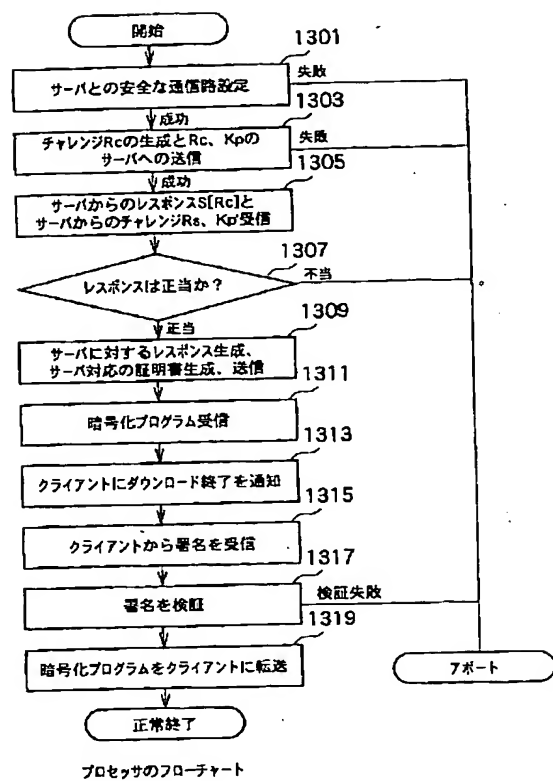 開始
1301
サーバとの安全な通信路設定
失敗
成功
1303
チャレンジRcの生成とRc、Kpの
サーバへの送信
失敗
成功
1305
サーバからのレスポンスS[Rc]と
サーバからのチャレンジRs、Kp'受信
1307
レスポンスは正当か？
不当
正当
1309
サーバに対するレスポンス生成、
サーバ対応の証明書生成、送信
1311
暗号化プログラム受信
1313
クライアントにダウンロード終了を通知
1315
クライアントから署名を受信
1317
署名を検証
検証失敗
1319
暗号化プログラムをクライアントに転送
アボート
正常終了
プロセッサのフローチャート